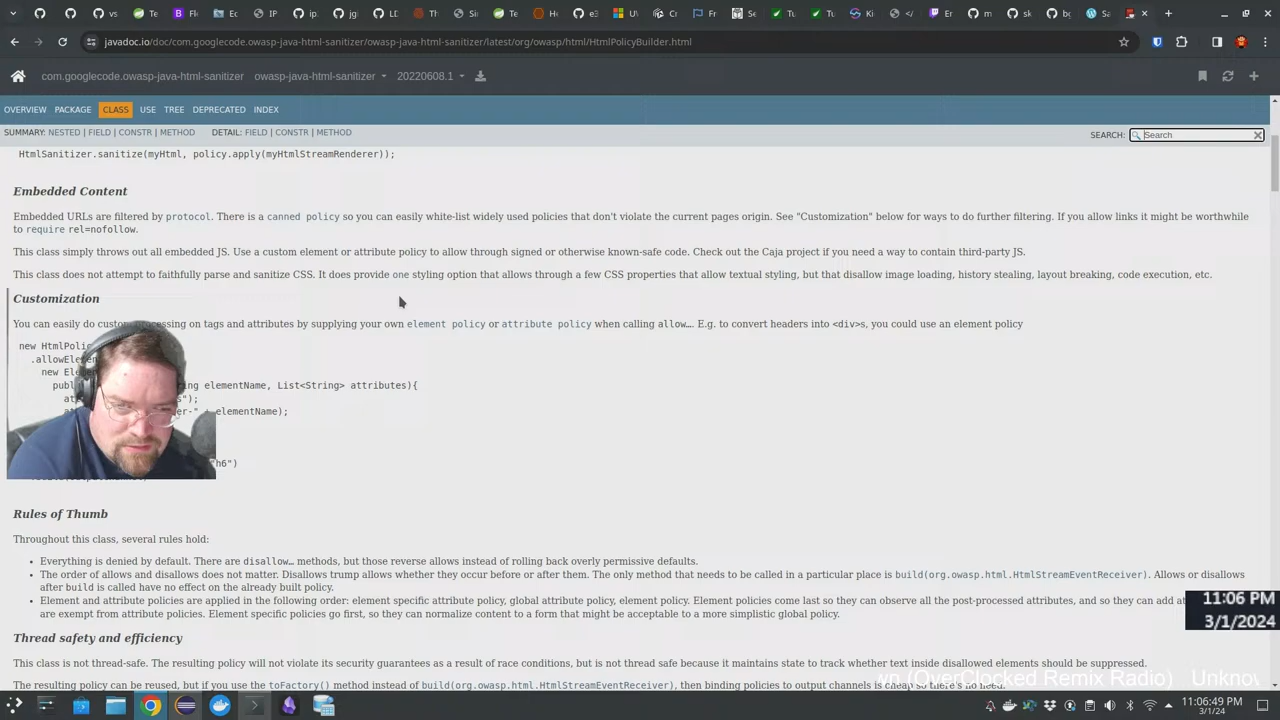 javadoc.io/doc/com.googlecode.owasp-java-html-sanitizer/owasp-java-html-sanitizer/latest/org/owasp/html/HtmlPolicyBuilder.html
com.googlecode.owasp-java-html-sanitizer owasp-java-html-sanitizer 20220608.1
OVERVIEW PACKAGE CLASS USE TREE DEPRECATED INDEX
SUMMARY: NESTED | FIELD | CONSTR | METHOD DETAIL: FIELD | CONSTR | METHOD SEARCH: Search
HtmlSanitizer.sanitize(myHtml, policy.apply(myHtmlStreamRenderer));
Embedded Content
Embedded URLs are filtered by protocol. There is a canned policy so you can easily white-list widely used policies that don't violate the current pages origin. See "Customization" below for ways to do further filtering. If you allow links it might be worthwhile
to require rel=nofollow.
This class simply throws out all embedded JS. Use a custom element or attribute policy to allow through signed or otherwise known-safe code. Check out the Caja project if you need a way to contain third-party JS.
This class does not attempt to faithfully parse and sanitize CSS. It does provide one styling option that allows through a few CSS properties that allow textual styling, but that disallow image loading, history stealing, layout breaking, code execution, etc.
Customization
You can easily do custom processing on tags and attributes by supplying your own element policy or attribute policy when calling allow…. E.g. to convert headers into <div>s, you could use an element policy
new HtmlPolic
.allowElem
new Ele
publ ing elementName, List<String> attributes){
at s");
at er-" + elementName);
"h6")
Rules of Thumb
Throughout this class, several rules hold:
• Everything is denied by default. There are disallow… methods, but those reverse allows instead of rolling back overly permissive defaults.
• The order of allows and disallows does not matter. Disallows trump allows whether they occur before or after them. The only method that needs to be called in a particular place is build(org.owasp.html.HtmlStreamEventReceiver). Allows or disallows
after build is called have no effect on the already built policy.
• Element and attribute policies are applied in the following order: element specific attribute policy, global attribute policy, element policy. Element policies come last so they can observe all the post-processed attributes, and so they can add at
are exempt from attribute policies. Element specific policies go first, so they can normalize content to a form that might be acceptable to a more simplistic global policy.
11:06 PM
3/1/2024
Thread safety and efficiency
This class is not thread-safe. The resulting policy will not violate its security guarantees as a result of race conditions, but is not thread safe because it maintains state to track whether text inside disallowed elements should be suppressed.
The resulting policy can be reused, but if you use the toFactory() method instead of build(org.owasp.html.HtmlStreamEventReceiver), then binding policies to output channels is cheap so there's no need.
wn (OverClocked Remix Radio) Unknow
11:06:49 PM
3/1/24